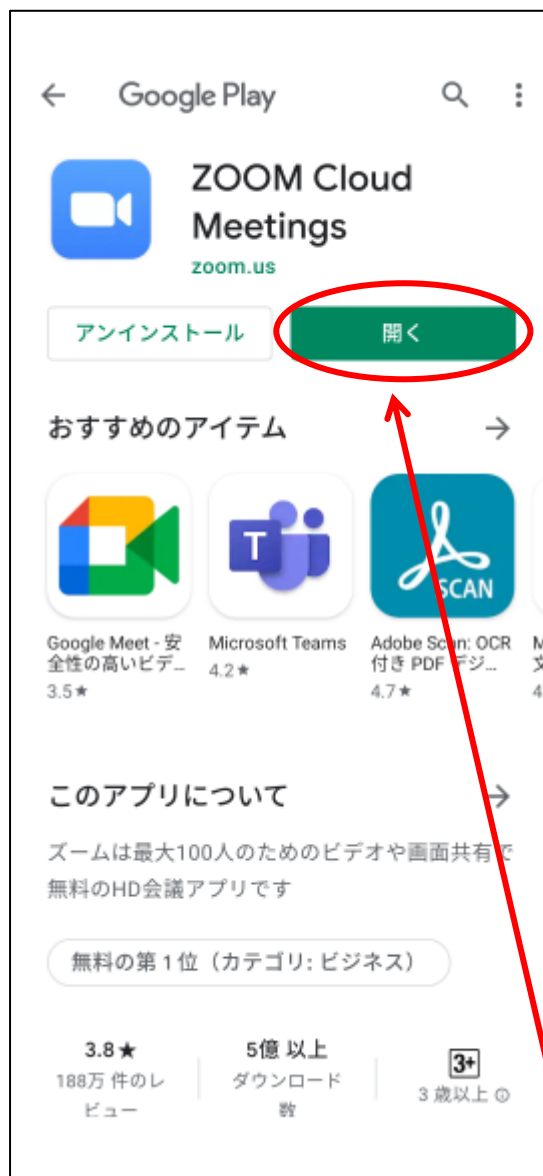 Google Play
ZOOM Cloud
Meetings
zoom.us
アンインストール
開く
おすすめのアイテム
T
SCAN
Google Meet - 安
全性の高いビデ...
3.5★
Microsoft Teams
4.2★
Adobe Scan: OCR
付き PDF デジ...
4.7★
M
文
4
このアプリについて
ズームは最大100人のためのビデオや画面共有で
無料のHD会議アプリです
無料の第 1 位（カテゴリ: ビジネス）
3.8★
188万 件のレ
ビュー
5億 以上
ダウンロード
数
3+
3 歳以上